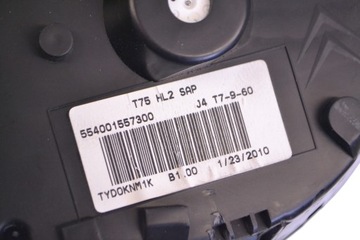 T75 HL2 SAP
554001557300 J4 T7-9-60
TYDOKNM1K B1.00 1/23/2010